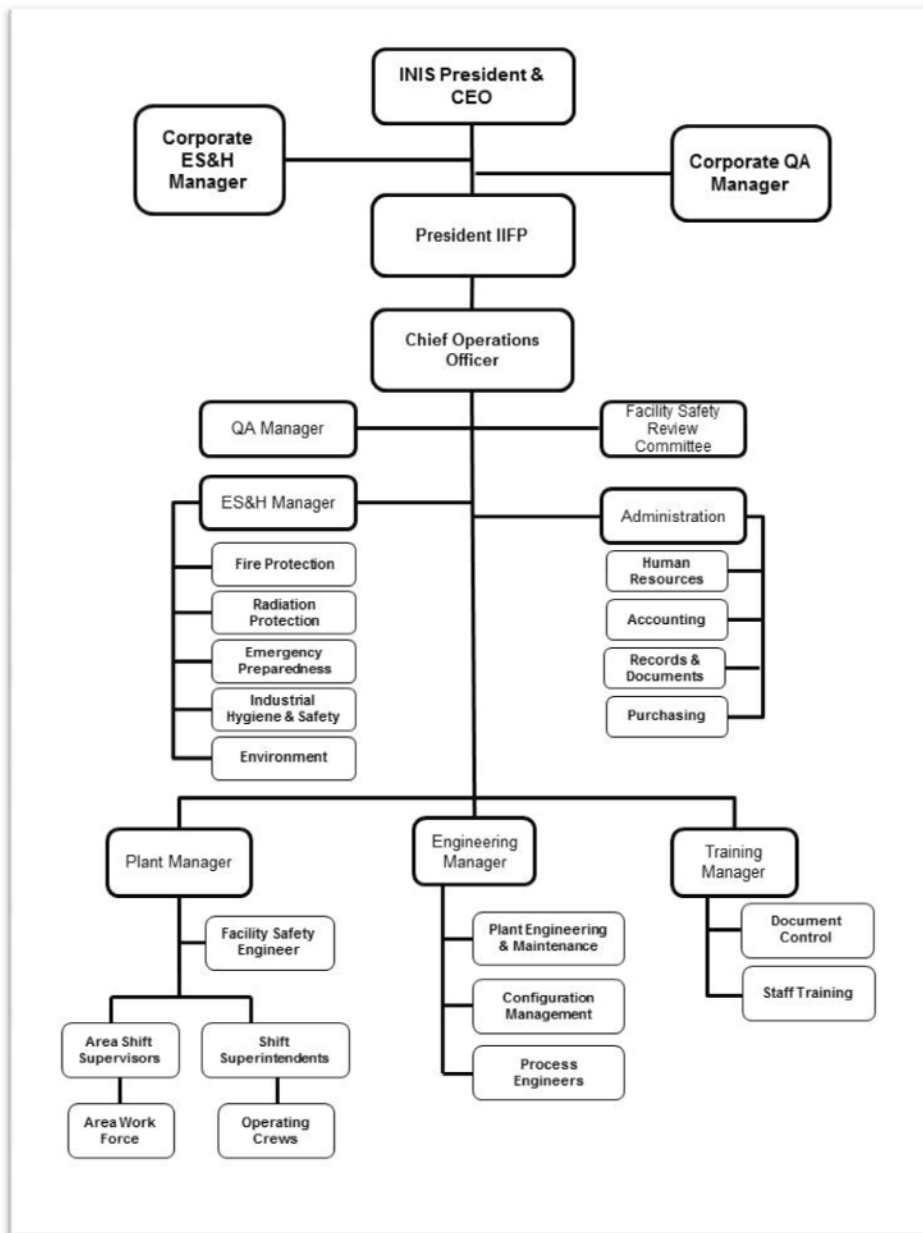 INIS President &
CEO
Corporate
ES&H
Manager
Corporate QA
Manager
President IIFP
Chief Operations
Officer
QA Manager
Facility Safety
Review
Committee
ES&H Manager
Administration
Fire Protection
Human
Resources
Radiation
Protection
Accounting
Emergency
Preparedness
Records &
Documents
Industrial
Hygiene & Safety
Purchasing
Environment
Plant Manager
Engineering
Manager
Training
Manager
Facility Safety
Engineer
Plant Engineering
& Maintenance
Document
Control
Configuration
Management
Staff Training
Area Shift
Supervisors
Shift
Superintendents
Process
Engineers
Area Work
Force
Operating
Crews